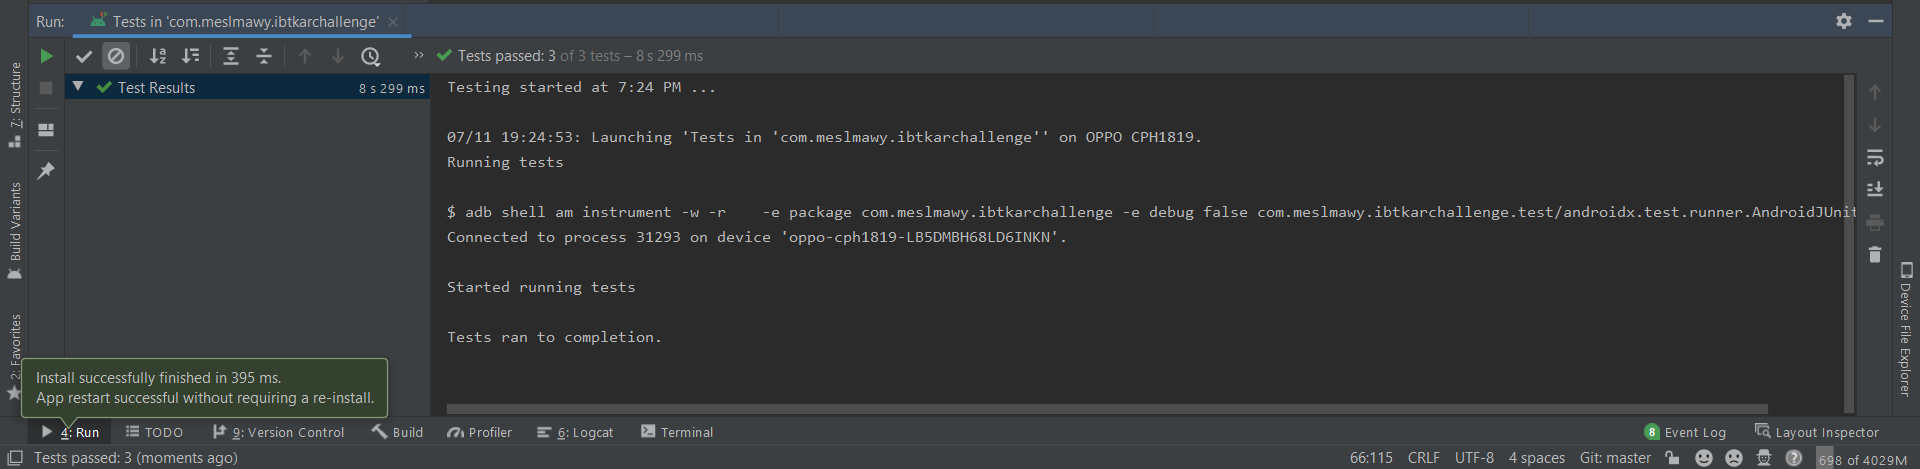 Run: Tests in 'com.meslmawy.ibtkarchallenge'
Tests passed: 3 of 3 tests – 8 s 299 ms
Test Results 8 s 299 ms
Testing started at 7:24 PM ...
07/11 19:24:53: Launching 'Tests in 'com.meslmawy.ibtkarchallenge'' on OPPO CPH1819.
Running tests
$ adb shell am instrument -w -r    -e package com.meslmawy.ibtkarchallenge -e debug false com.meslmawy.ibtkarchallenge.test/androidx.test.runner.AndroidJUnit
Connected to process 31293 on device 'oppo-cph1819-LB5DMBH68LD6INKN'.
Started running tests
Tests ran to completion.
7: Structure
Build Variants
2: Favorites
Device File Explorer
Install successfully finished in 395 ms.
App restart successful without requiring a re-install.
4: Run TODO 9: Version Control Build Profiler 6: Logcat Terminal 8 Event Log Layout Inspector
Tests passed: 3 (moments ago) 66:115 CRLF UTF-8 4 spaces Git: master 698 of 4029M